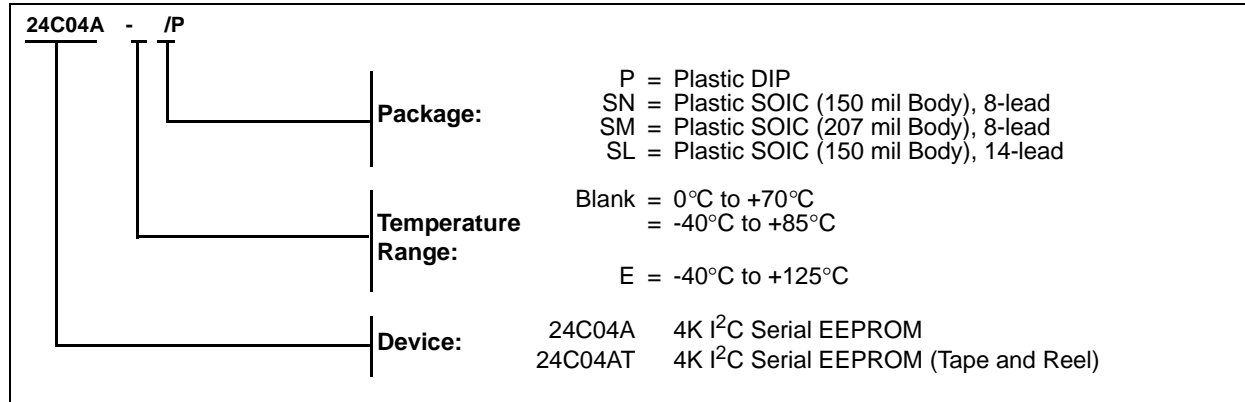 24C04A - /P
Package:
P = Plastic DIP
SN = Plastic SOIC (150 mil Body), 8-lead
SM = Plastic SOIC (207 mil Body), 8-lead
SL = Plastic SOIC (150 mil Body), 14-lead
Temperature Range:
Blank = 0°C to +70°C
= -40°C to +85°C
E = -40°C to +125°C
Device:
24C04A 4K I²C Serial EEPROM
24C04AT 4K I²C Serial EEPROM (Tape and Reel)